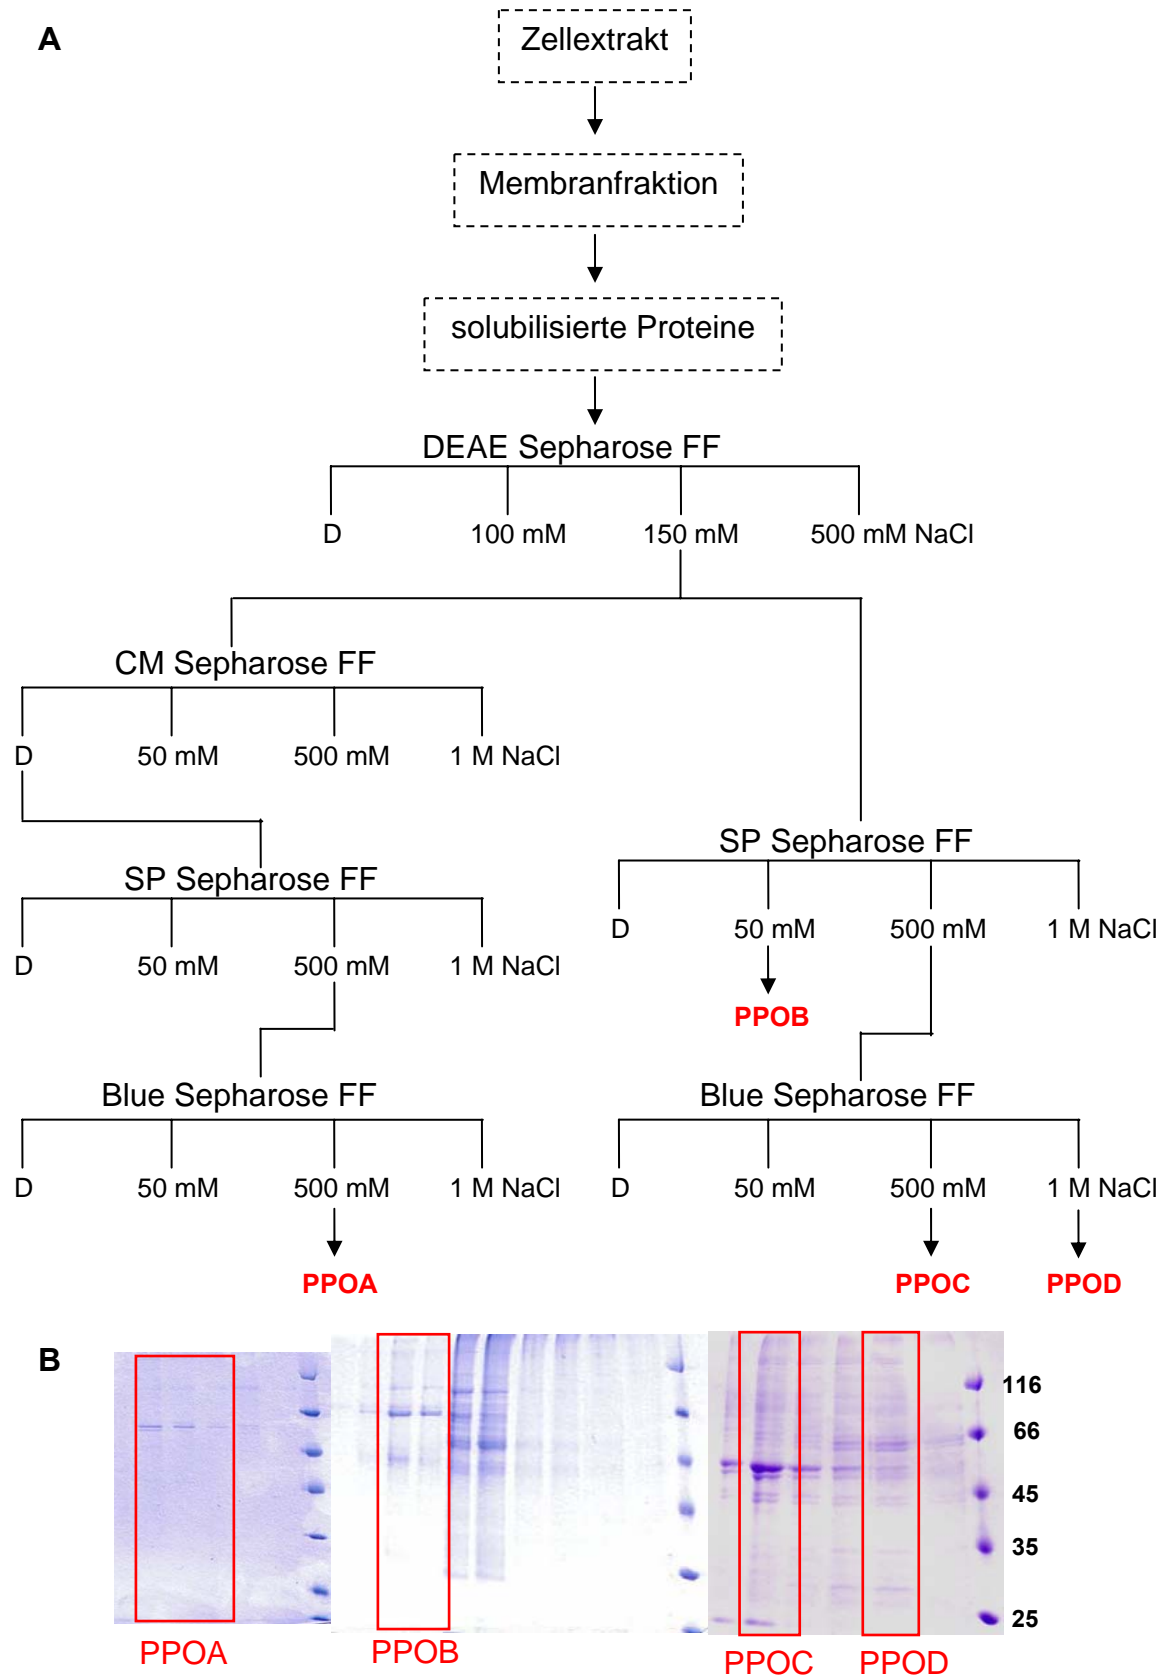 A
Zellextrakt
Membranfraktion
solubilisierte Proteine
DEAE Sepharose FF
D 100 mM 150 mM 500 mM NaCl
CM Sepharose FF
D 50 mM 500 mM 1 M NaCl
SP Sepharose FF
D 50 mM 500 mM 1 M NaCl
Blue Sepharose FF
D 50 mM 500 mM 1 M NaCl
PPOA
SP Sepharose FF
D 50 mM 500 mM 1 M NaCl
PPOB
Blue Sepharose FF
D 50 mM 500 mM 1 M NaCl
PPOC PPOD
B
116
66
45
35
25
PPOA PPOB PPOC PPOD